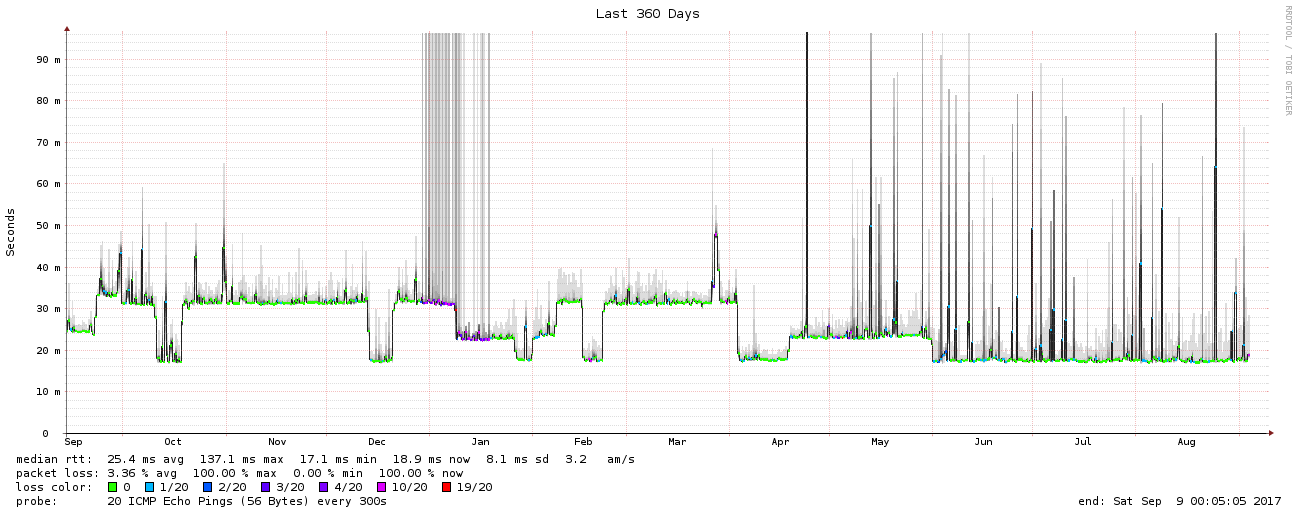 Last 360 Days
RRDTOOL / TOBI OETIKER
Seconds
90 m
80 m
70 m
60 m
50 m
40 m
30 m
20 m
10 m
0
Sep Oct Nov Dec Jan Feb Mar Apr May Jun Jul Aug
median rtt: 25.4 ms avg 137.1 ms max 17.1 ms min 18.9 ms now 8.1 ms sd 3.2 am/s
packet loss: 3.36 % avg 100.00 % max 0.00 % min 100.00 % now
loss color: 0 1/20 2/20 3/20 4/20 10/20 19/20
probe: 20 ICMP Echo Pings (56 Bytes) every 300s end: Sat Sep 9 00:05:05 2017